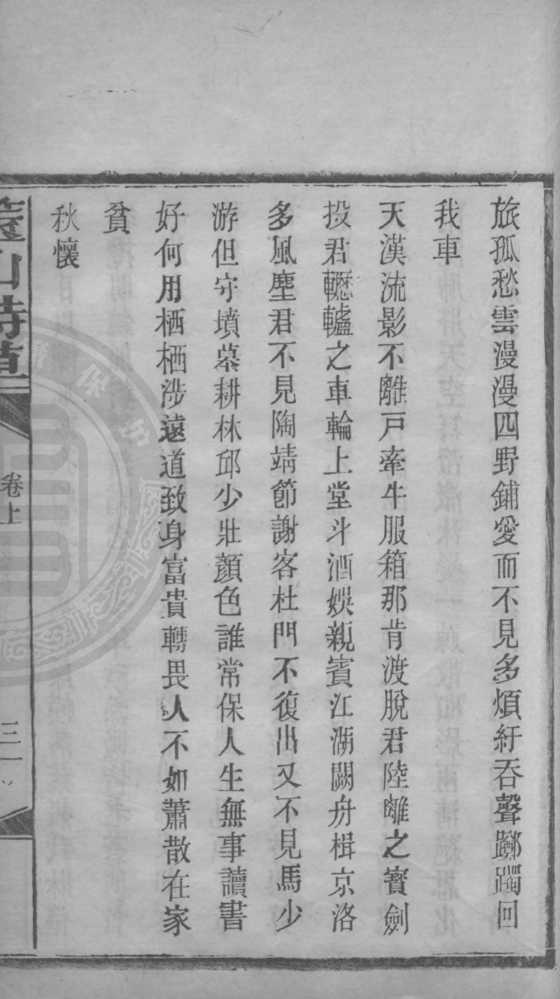 旅孤愁雲漫漫四野鋪愛而不見多煩紆吞聲躑躅回
我車
天漢流影不離戶牽牛服箱那肯渡脫君陸離之寶劍
投君轣轤之車輪上堂斗酒娛親賓江湖闕舟楫京洛
多風塵君不見陶靖節謝客杜門不復出又不見馬少
游但守墳墓耕林邱少壯顏色誰常保人生無事讀書
好何用栖栖涉遠道致身富貴轉畏人不如蕭散在家
貧
秋懷
山詩草
卷上